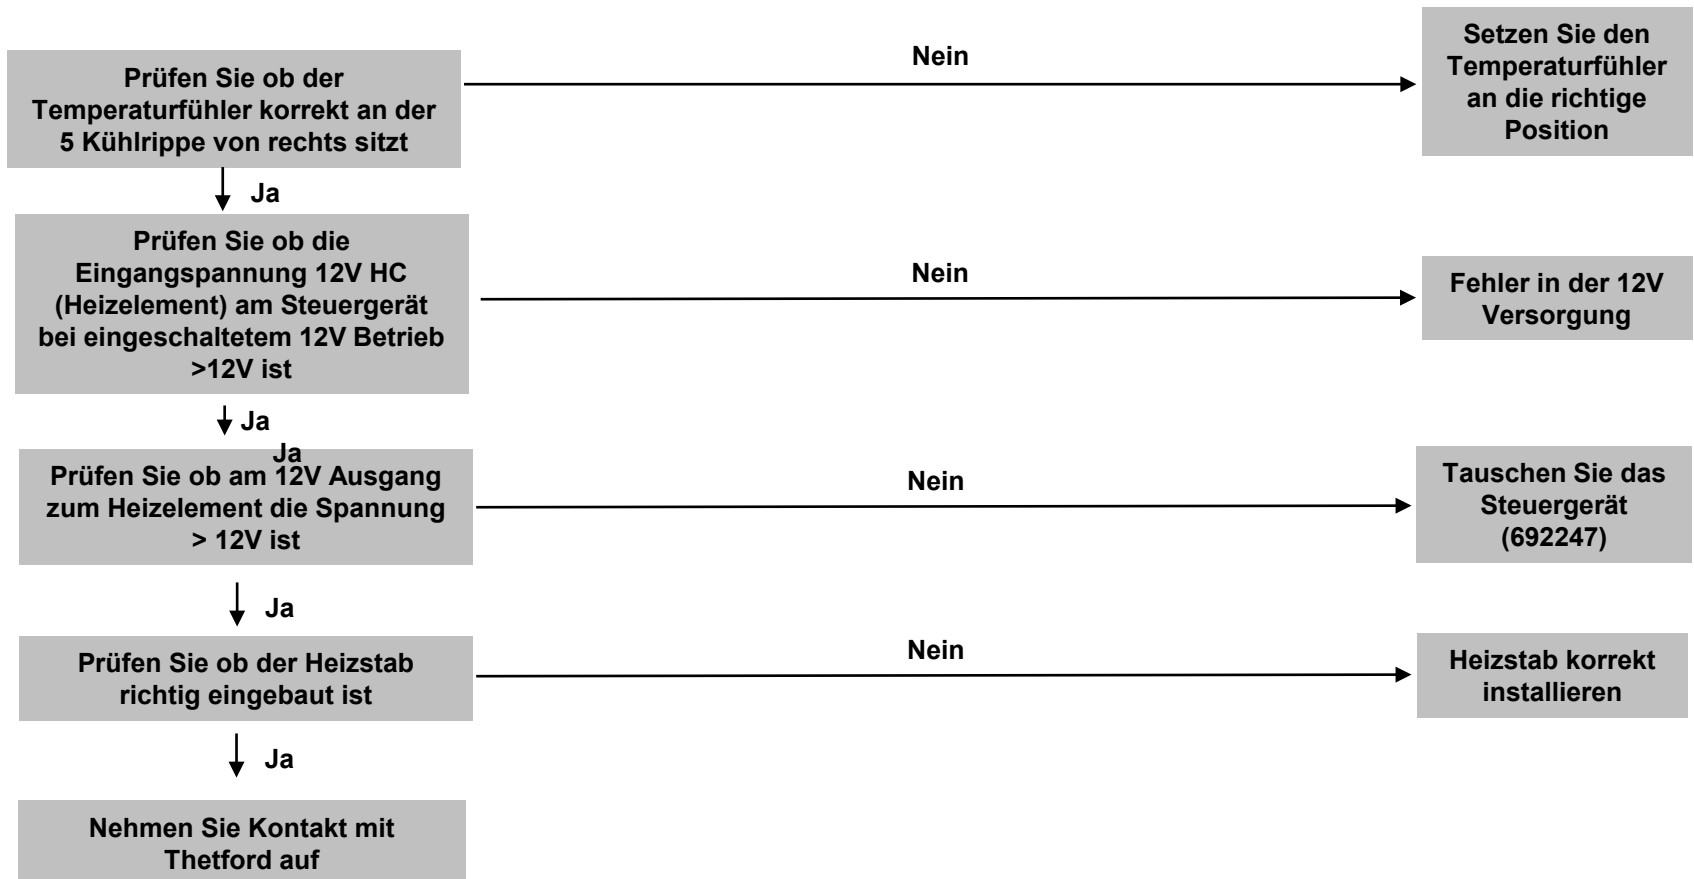 Prüfen Sie ob der
Temperaturfühler korrekt an der
5 Kühlrippe von rechts sitzt
Nein
Setzen Sie den
Temperaturfühler
an die richtige
Position
Ja
Prüfen Sie ob die
Eingangspannung 12V HC
(Heizelement) am Steuergerät
bei eingeschaltetem 12V Betrieb
>12V ist
Nein
Fehler in der 12V
Versorgung
Ja
Ja
Prüfen Sie ob am 12V Ausgang
zum Heizelement die Spannung
> 12V ist
Nein
Tauschen Sie das
Steuergerät
(692247)
Ja
Prüfen Sie ob der Heizstab
richtig eingebaut ist
Nein
Heizstab korrekt
installieren
Ja
Nehmen Sie Kontakt mit
Thetford auf